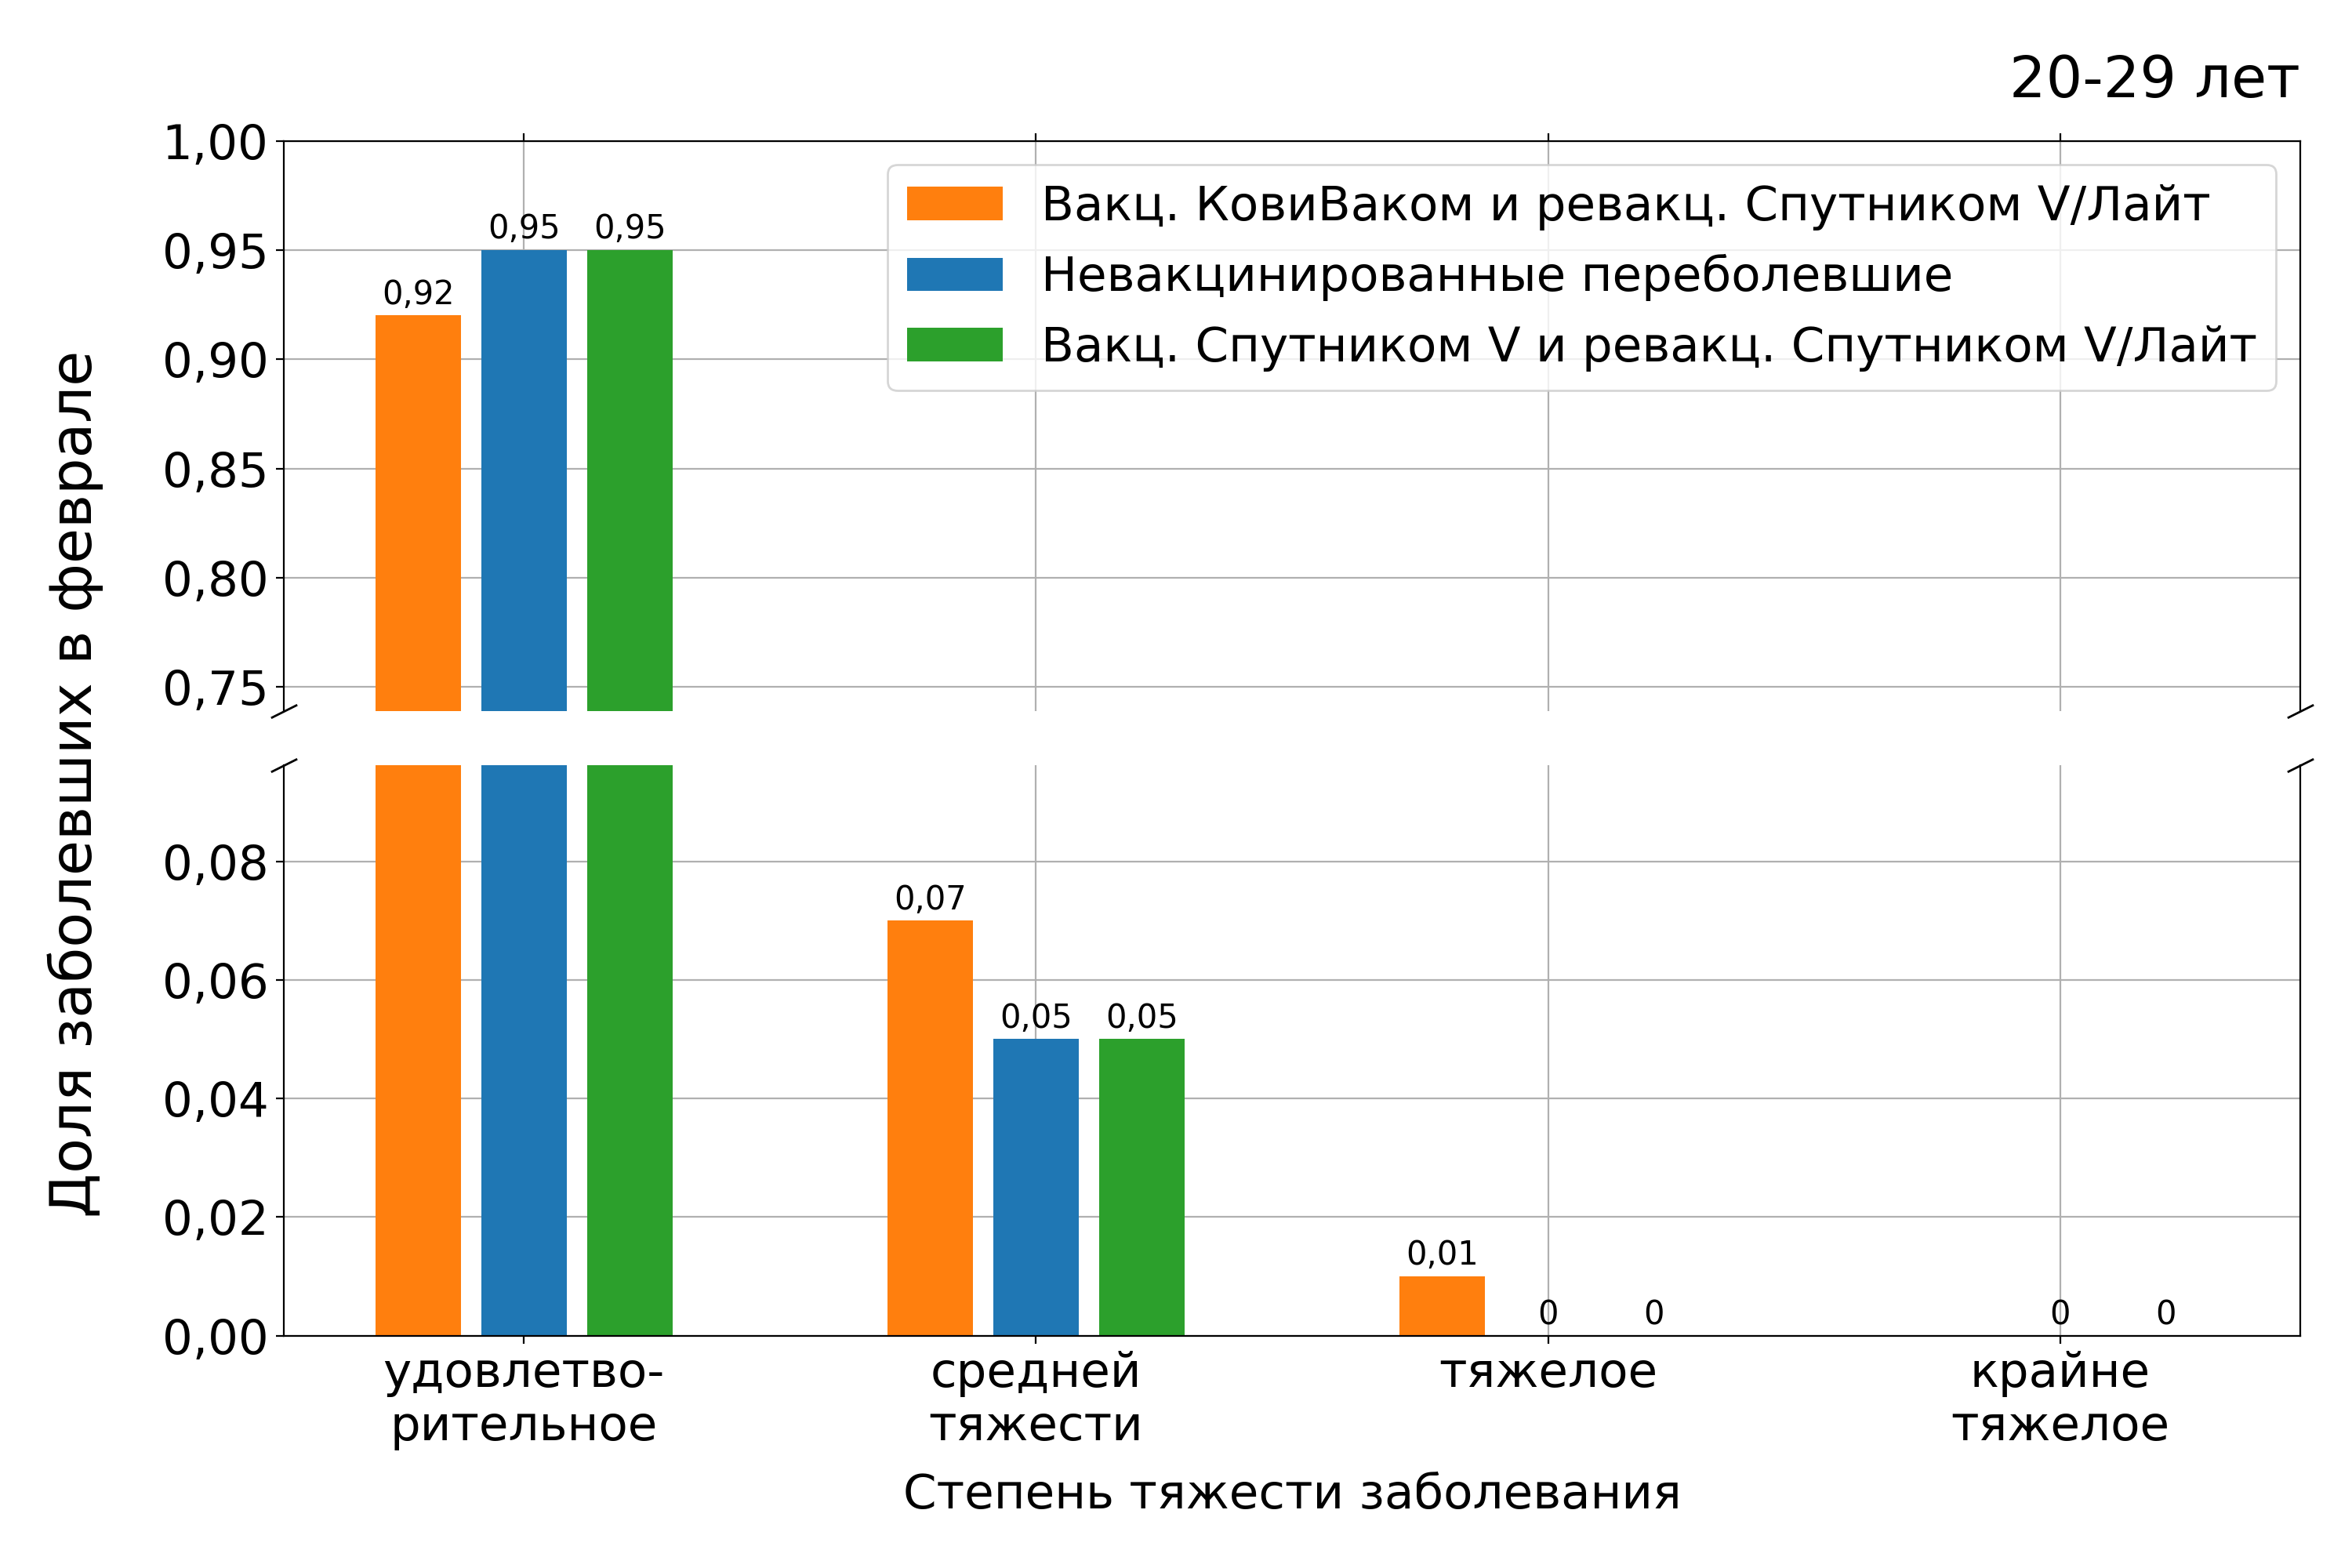 20-29 лет
1,00
0,95
0,90
0,85
0,80
0,75
0,08
0,06
0,04
0,02
0,00
Доля заболевших в феврале
Вакц. КовиВаком и ревакц. Спутником V/Лайт
Невакцинированные переболевшие
Вакц. Спутником V и ревакц. Спутником V/Лайт
0,92
0,95
0,95
0,07
0,05
0,05
0,01
0
0
0
0
удовлетво-
рительное
средней
тяжести
тяжелое
крайне
тяжелое
Степень тяжести заболевания